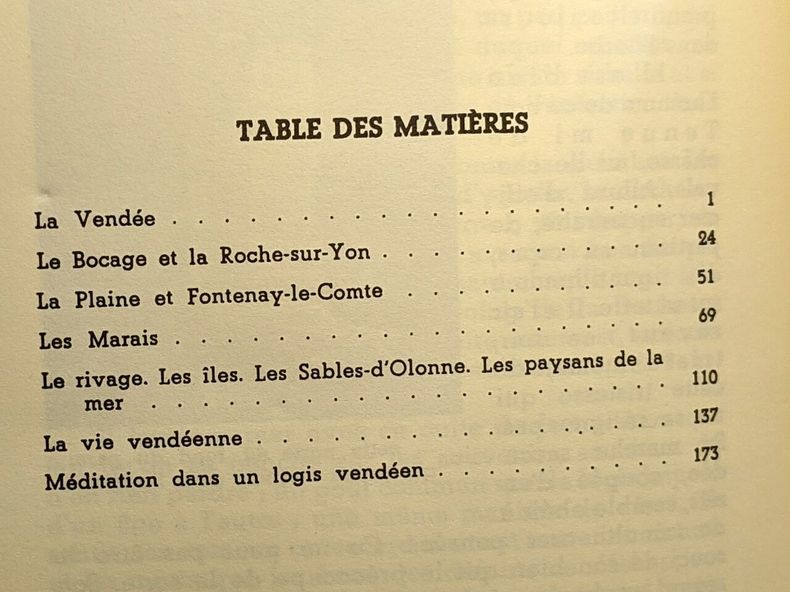 TABLE DES MATIÈRES
La Vendée . . . . . . . . . . . . . . . . . . 1
Le Bocage et la Roche-sur-Yon . . . . . . . . . . 24
La Plaine et Fontenay-le-Comte . . . . . . . . . 51
Les Marais . . . . . . . . . . . . . . . . . . 69
Le rivage. Les îles. Les Sables-d'Olonne. Les paysans de la
mer . . . . . . . . . . . . . . . . . . . 110
La vie vendéenne . . . . . . . . . . . . . . . 137
Méditation dans un logis vendéen . . . . . . . . . 173